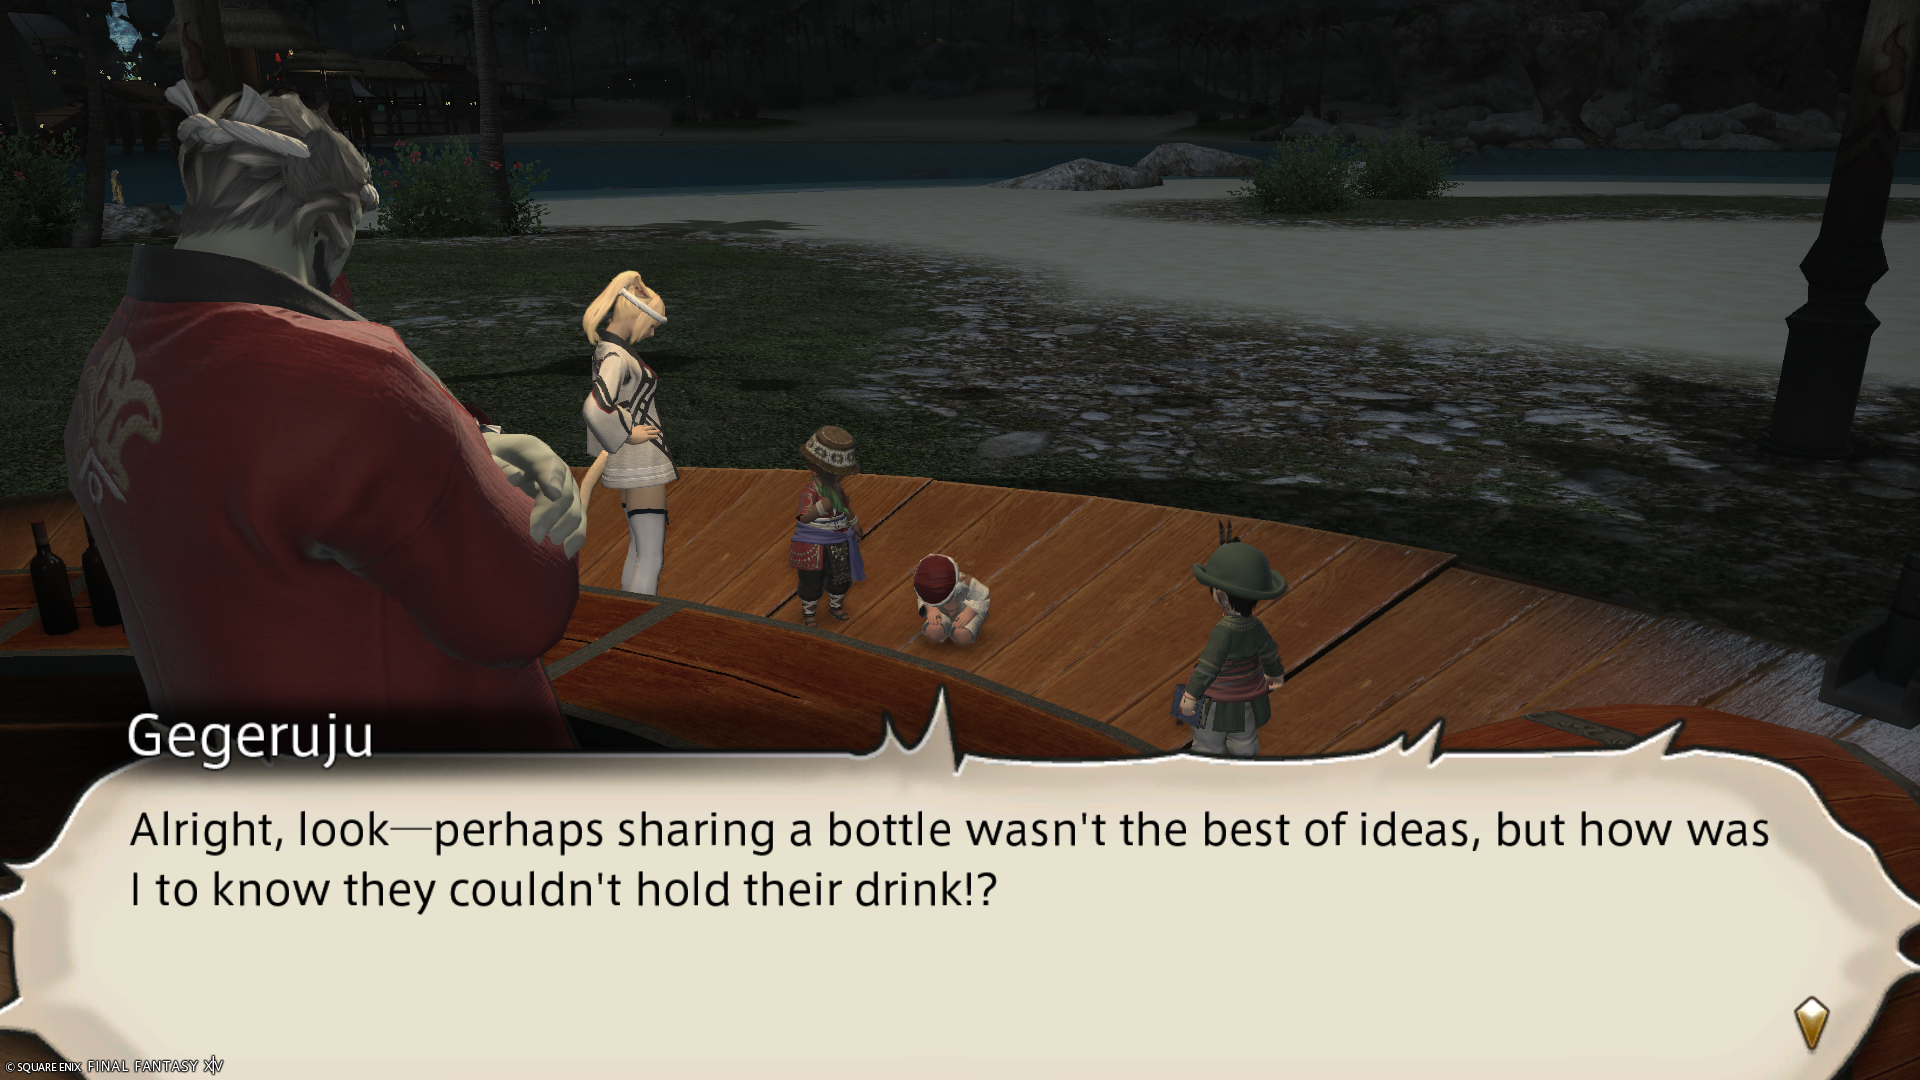 Gegeruju
Alright, look—perhaps sharing a bottle wasn't the best of ideas, but how was
I to know they couldn't hold their drink!?
© SQUARE ENIX FINAL FANTASY XIV